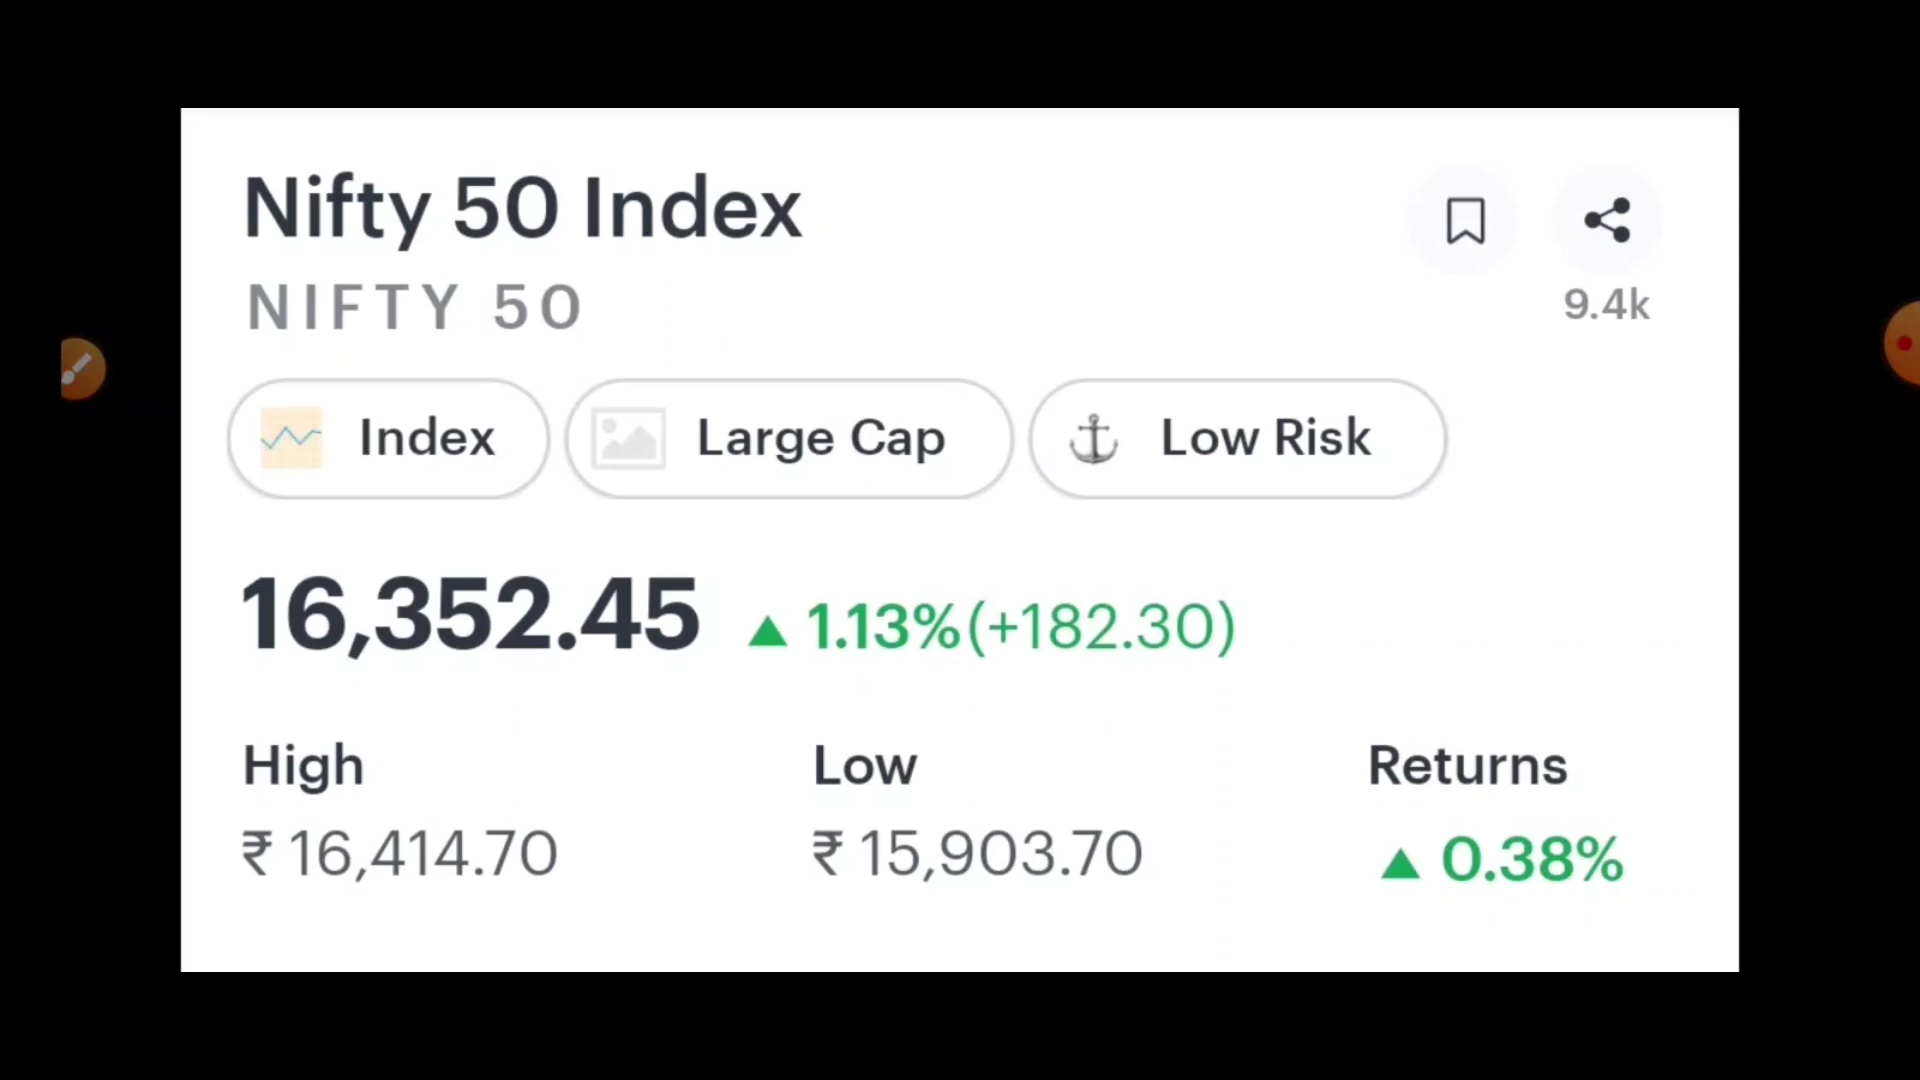 Nifty 50 Index
NIFTY 50
9.4k
Index Large Cap Low Risk
16,352.45 ▲ 1.13%(+182.30)
High Low Returns
₹ 16,414.70 ₹ 15,903.70 ▲ 0.38%